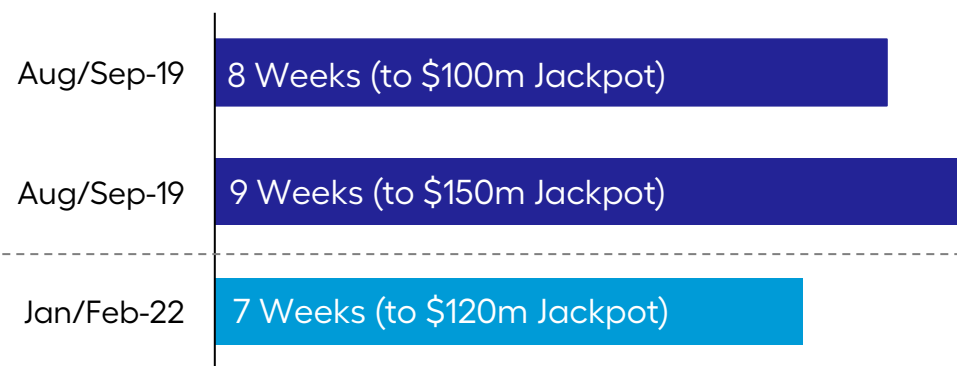 Aug/Sep-19 8 Weeks (to $100m Jackpot)
Aug/Sep-19 9 Weeks (to $150m Jackpot)
Jan/Feb-22 7 Weeks (to $120m Jackpot)